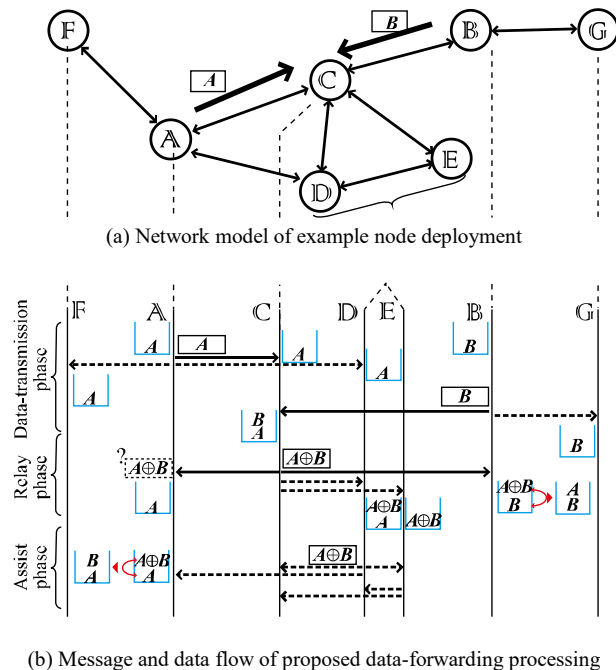 𝔽
B
𝔹
𝔾
A
ℂ
𝔸
𝔼
𝔻
(a) Network model of example node deployment
𝔽 𝔸 ℂ 𝔻 𝔼 𝔹 𝔾
Data-transmission
phase
A A A B
A
A
B
B
A
B
Relay
phase
?
A⊕B A⊕B
A
A⊕B
A
A⊕B
A⊕B
B
A
B
Assist
phase
B
A
A⊕B
A
A⊕B
(b) Message and data flow of proposed data-forwarding processing